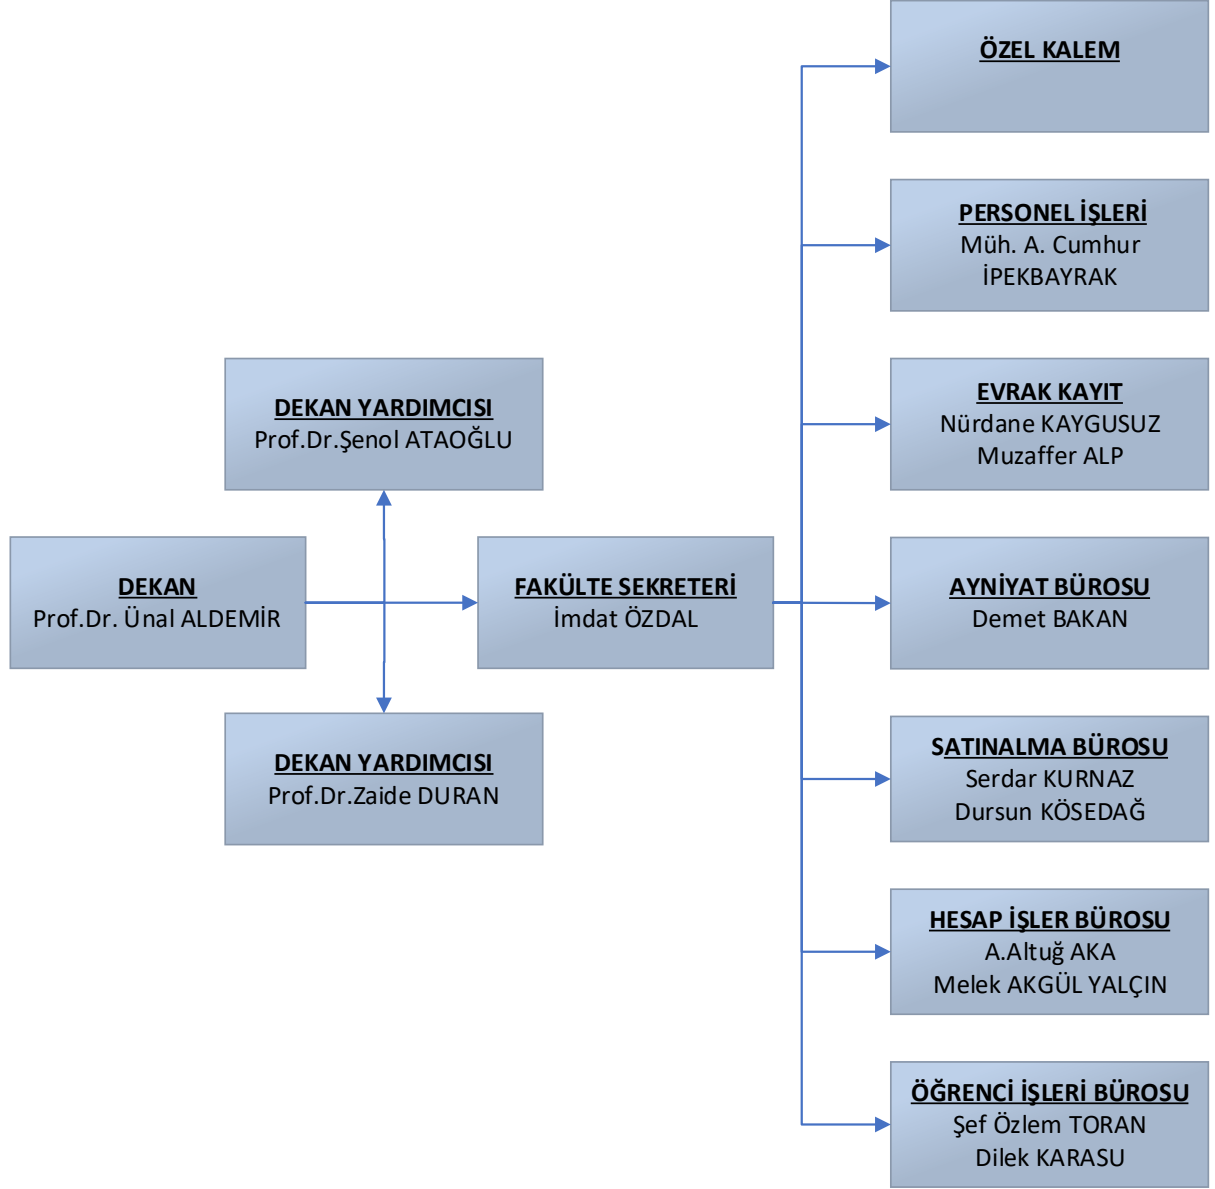 ÖZEL KALEM
PERSONEL İŞLERİ
Müh. A. Cumhur
İPEKBAYRAK
EVRAK KAYIT
Nürdane KAYGUSUZ
Muzaffer ALP
DEKAN YARDIMCISI
Prof.Dr.Şenol ATAOĞLU
DEKAN
Prof.Dr. Ünal ALDEMİR
FAKÜLTE SEKRETERİ
İmdat ÖZDAL
AYNİYAT BÜROSU
Demet BAKAN
DEKAN YARDIMCISI
Prof.Dr.Zaide DURAN
SATINALMA BÜROSU
Serdar KURNAZ
Dursun KÖSEDAĞ
HESAP İŞLER BÜROSU
A.Altuğ AKA
Melek AKGÜL YALÇIN
ÖĞRENCİ İŞLERİ BÜROSU
Şef Özlem TORAN
Dilek KARASU